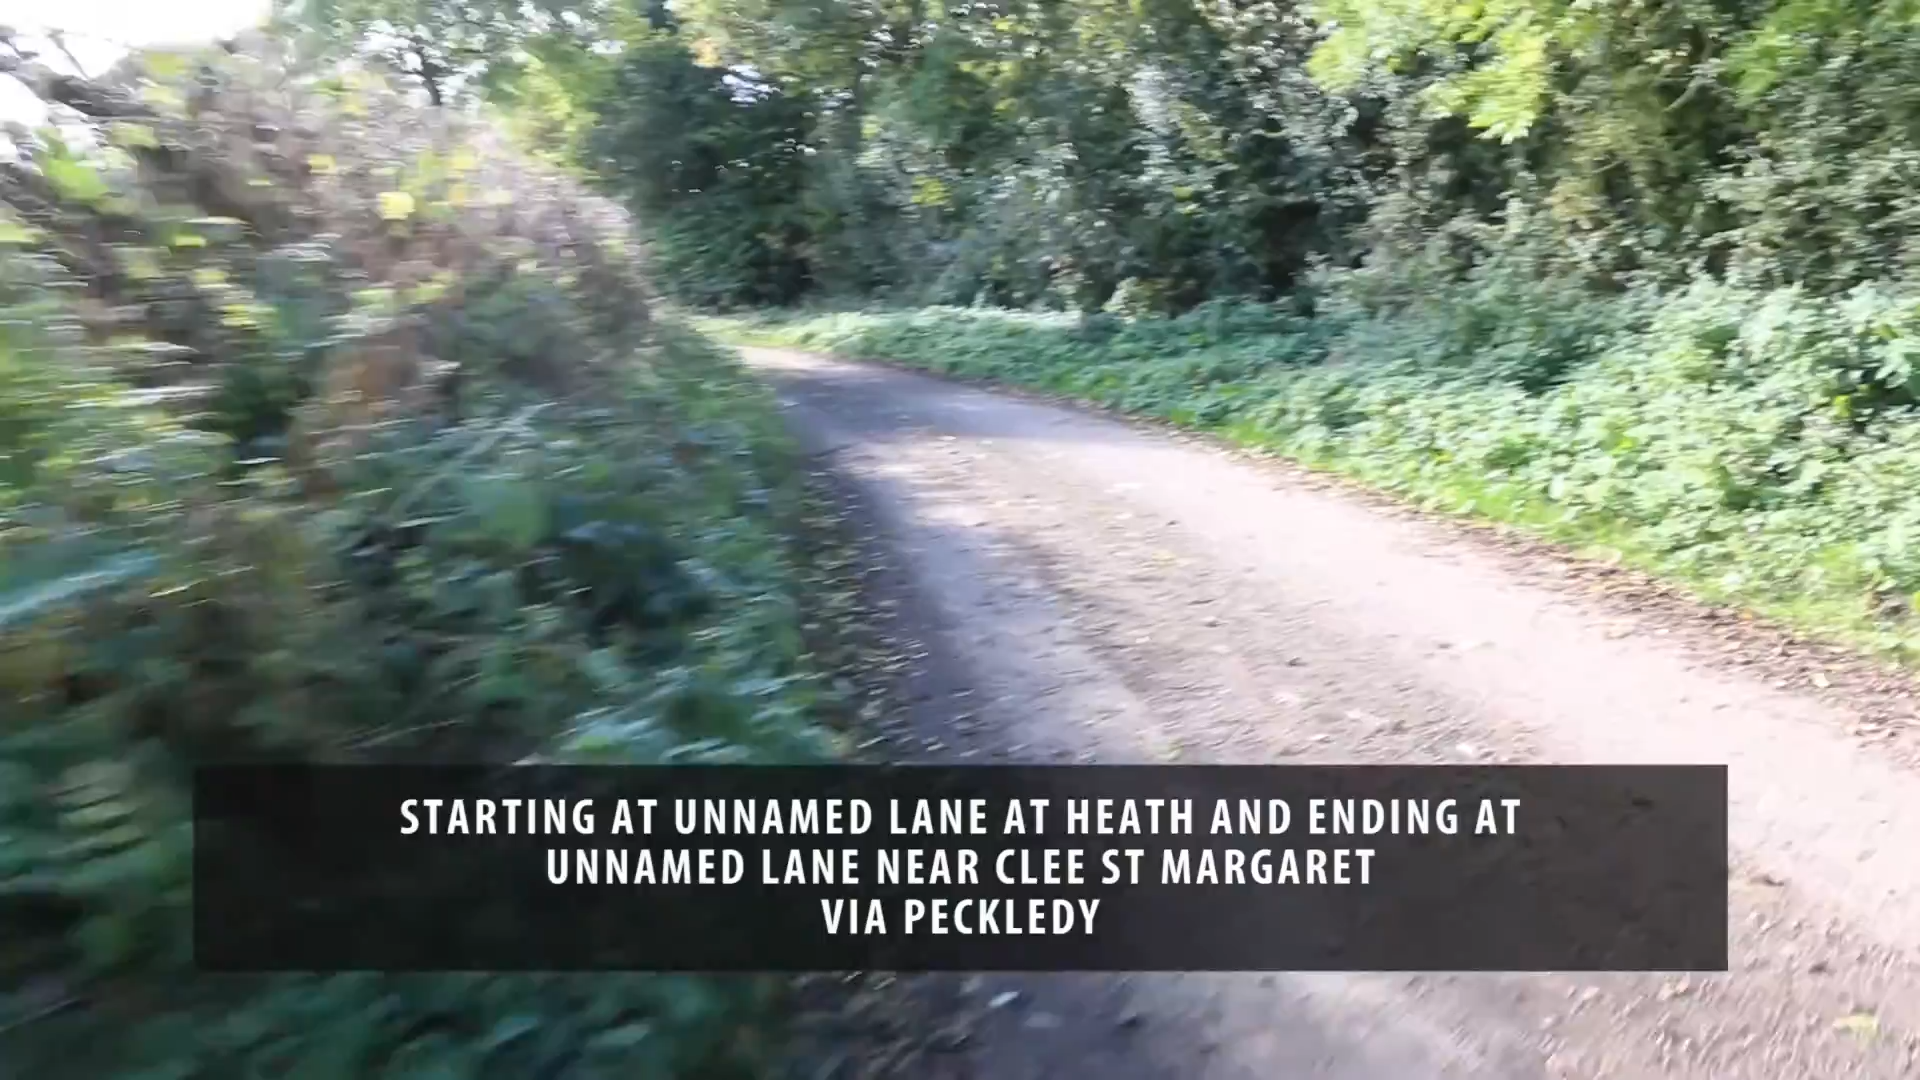 STARTING AT UNNAMED LANE AT HEATH AND ENDING AT
UNNAMED LANE NEAR CLEE ST MARGARET
VIA PECKLEDY